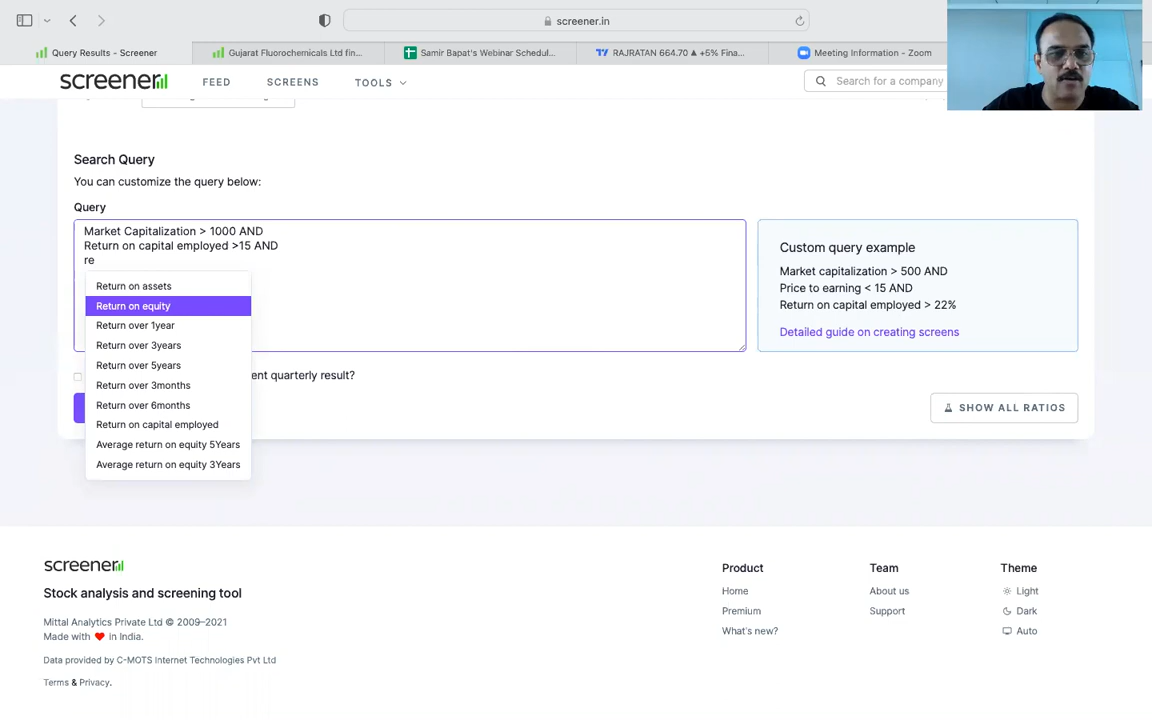 screener.in
Query Results - Screener
Gujarat Fluorochemicals Ltd fin...
Samir Bapat's Webinar Schedul...
RAJRATAN 664.70 ▲ +5% Fina...
Meeting Information - Zoom
screener
FEED
SCREENS
TOOLS
Search for a company
Search Query
You can customize the query below:
Query
Market Capitalization > 1000 AND
Return on capital employed >15 AND
re
Return on assets
Return on equity
Return over 1year
Return over 3years
Return over 5years
Return over 3months
Return over 6months
Return on capital employed
Average return on equity 5Years
Average return on equity 3Years
Custom query example
Market capitalization > 500 AND
Price to earning < 15 AND
Return on capital employed > 22%
Detailed guide on creating screens
ent quarterly result?
SHOW ALL RATIOS
screener
Stock analysis and screening tool
Mittal Analytics Private Ltd © 2009-2021
Made with ❤ in India.
Data provided by C-MOTS Internet Technologies Pvt Ltd
Terms & Privacy.
Product
Home
Premium
What's new?
Team
About us
Support
Theme
Light
Dark
Auto